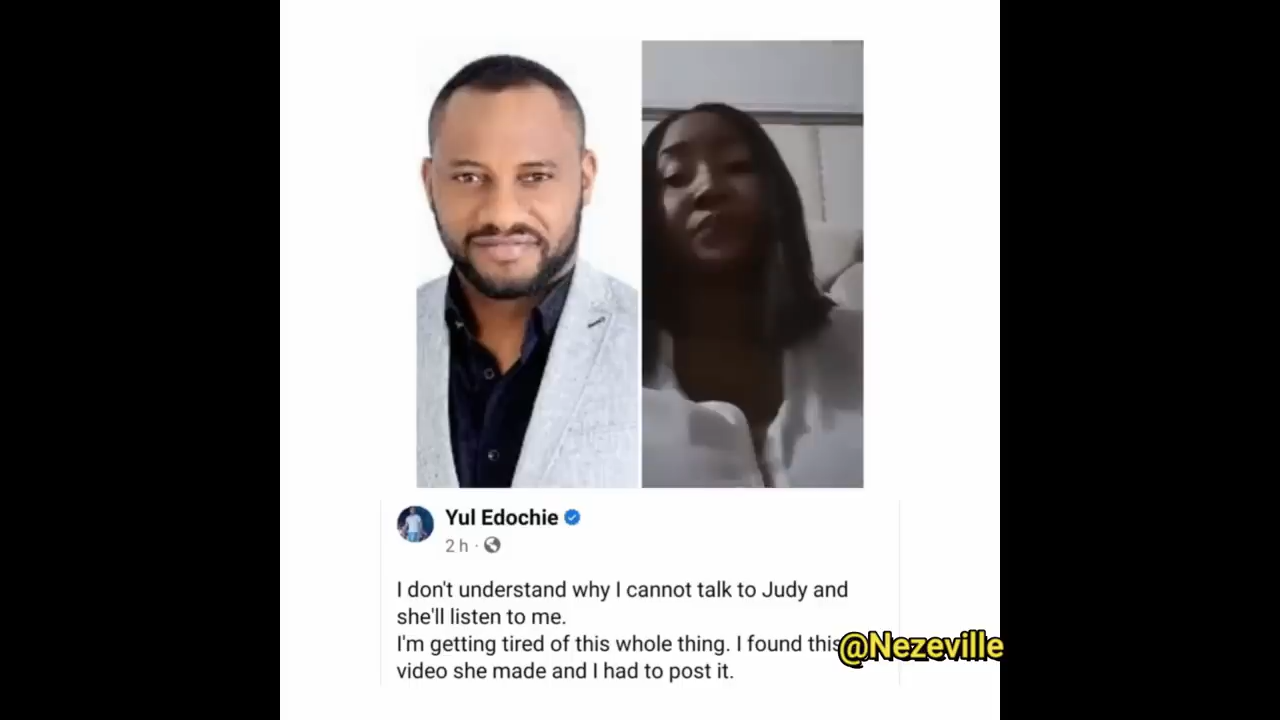 Yul Edochie
2 h ·
I don't understand why I cannot talk to Judy and
she'll listen to me.
I'm getting tired of this whole thing. I found this
video she made and I had to post it.
@Nezeville